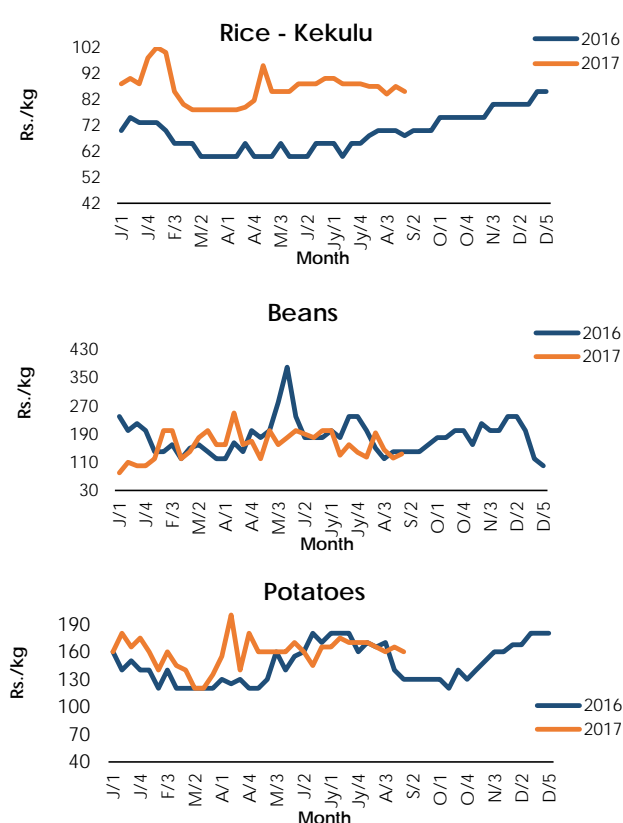 Rice - Kekulu
2016
2017
Rs./kg
102
92
82
72
62
52
42
J/1 J/4 F/3 M/2 A/1 A/4 M/3 J/2 Jy/1 Jy/4 A/3 S/2 O/1 O/4 N/3 D/2 D/5
Month
Beans
2016
2017
Rs./kg
430
350
270
190
110
30
J/1 J/4 F/3 M/2 A/1 A/4 M/3 J/2 Jy/1 Jy/4 A/3 S/2 O/1 O/4 N/3 D/2 D/5
Month
Potatoes
Rs./kg
190
160
130
100
70
40
2016
2017
J/1 J/4 F/3 M/2 A/1 A/4 M/3 J/2 Jy/1 Jy/4 A/3 S/2 O/1 O/4 N/3 D/2 D/5
Month